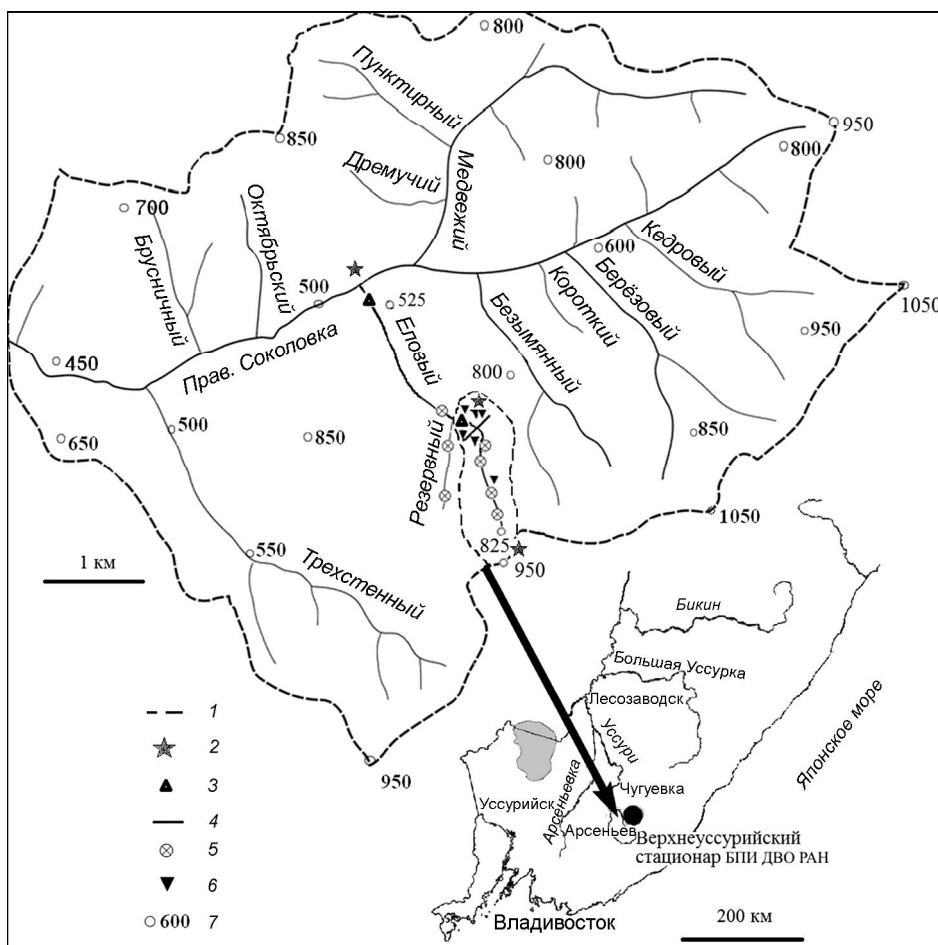 800
Пунктирный
850
950
800
800
Дремучий
Медвежий
700
Октябрьский
Брусничный
600
Кедровый
500
525
1050
Берёзовый
Короткий
Безымянный
Еловый
950
Прав. Соколовка
450
800
500
650
850
850
Резервный
1050
825
950
550
1 км
Трехстенный
Бикин
Большая Уссурка
Лесозаводск
1
2
950
Уссури
Японское море
3
Чугуевка
Уссурийск
Арсеньевка
4
Арсеньев
Верхнеуссурийский
стационар БПИ ДВО РАН
5
6
600 7
Владивосток
200 км